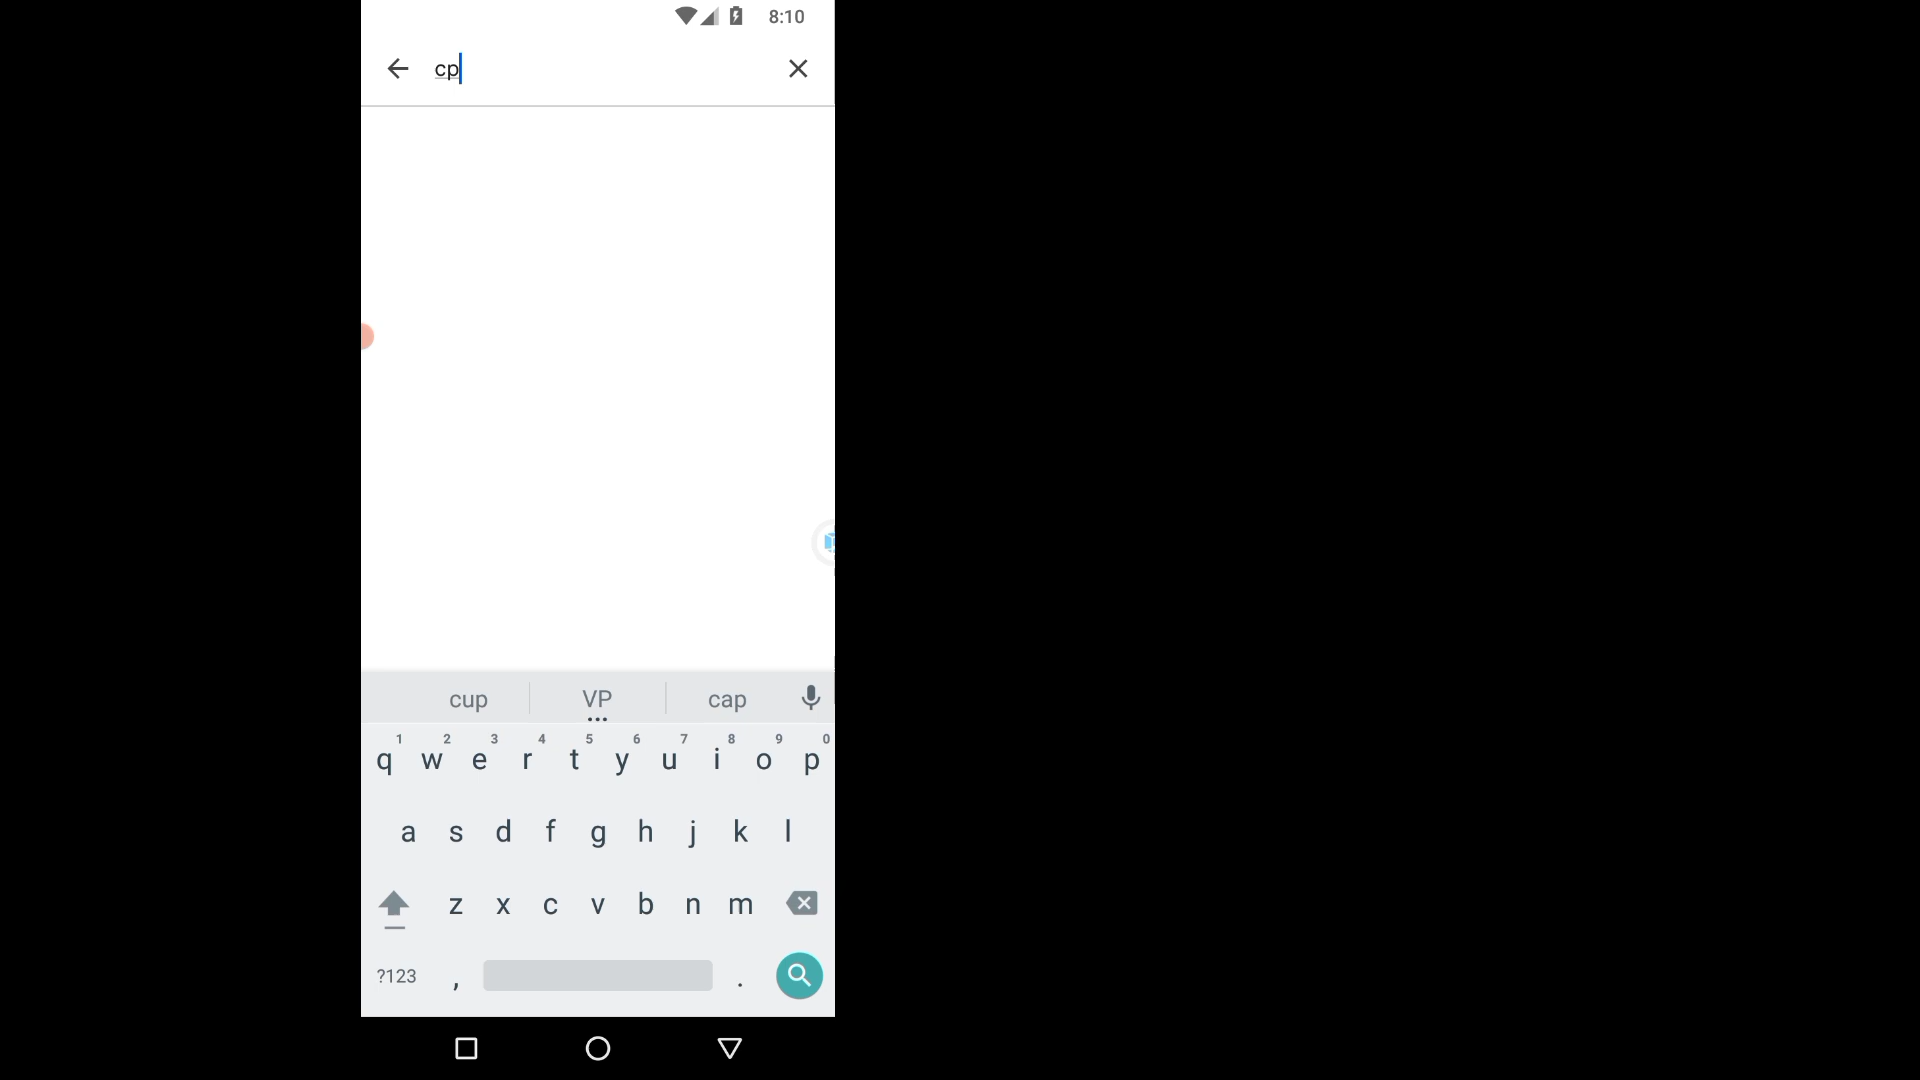 8:10
cp
cup VP cap
1 2 3 4 5 6 7 8 9 0
q w e r t y u i o p
a s d f g h j k l
z x c v b n m
?123 , .